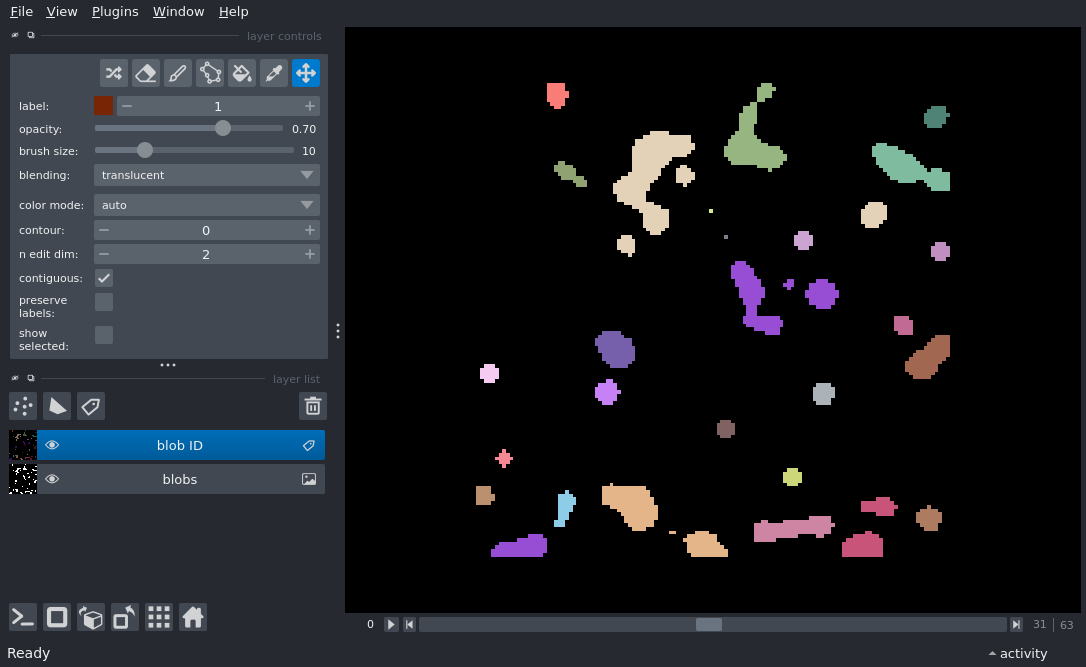 File View Plugins Window Help
layer controls
label: 1
opacity: 0.70
brush size: 10
blending: translucent
color mode: auto
contour: 0
n edit dim: 2
contiguous:
preserve
labels:
show
selected:
layer list
blob ID
blobs
0 31 63
Ready activity